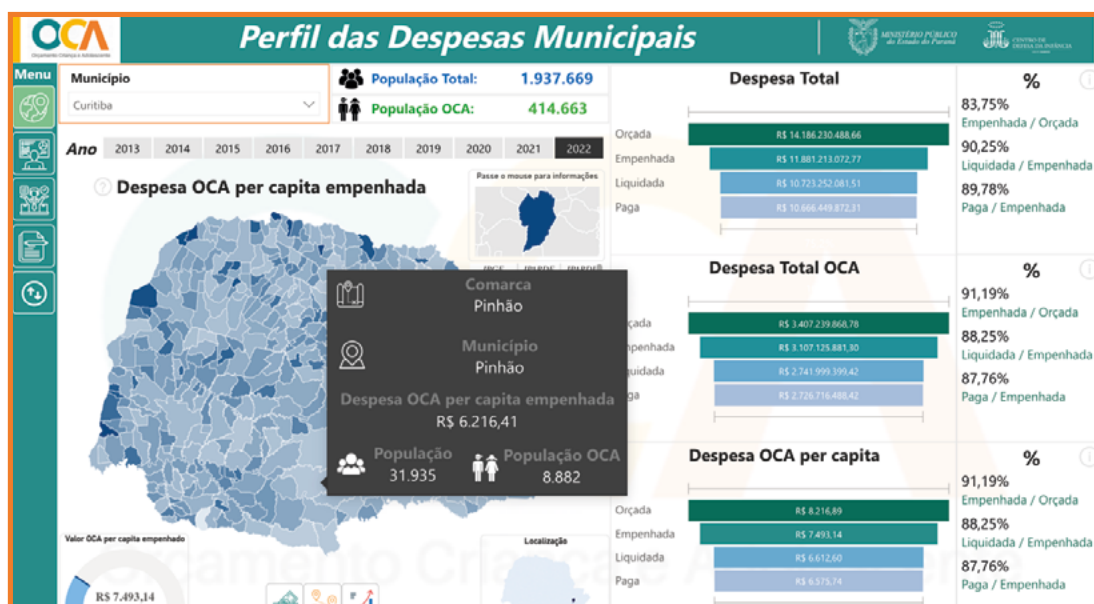 OCA
Orçamento Criança e Adolescente
Perfil das Despesas Municipais
MINISTÉRIO PÚBLICO
do Estado do Paraná
CENTRO DE
DEFESA DA INFÂNCIA
Menu
Município
Curitiba
População Total: 1.937.669
População OCA: 414.663
Ano 2013 2014 2015 2016 2017 2018 2019 2020 2021 2022
Despesa OCA per capita empenhada
Passe o mouse para informações
Comarca
Pinhão
Município
Pinhão
Despesa OCA per capita empenhada
R$ 6.216,41
População
31.935
População OCA
8.882
Valor OCA per capita empenhado
R$ 7.493,14
Localização
Despesa Total
Orçada R$ 14.186.230.488,66
Empenhada R$ 11.881.213.072,77
Liquidada R$ 10.723.252.081,51
Paga R$ 10.666.449.872,31
%
83,75%
Empenhada / Orçada
90,25%
Liquidada / Empenhada
89,78%
Paga / Empenhada
Despesa Total OCA
çada R$ 3.407.239.868,78
penhada R$ 3.107.125.881,30
quidada R$ 2.741.999.399,42
ga R$ 2.726.716.488,42
%
91,19%
Empenhada / Orçada
88,25%
Liquidada / Empenhada
87,76%
Paga / Empenhada
Despesa OCA per capita
Orçada R$ 8.216,89
Empenhada R$ 7.493,14
Liquidada R$ 6.612,60
Paga R$ 6.575,74
%
91,19%
Empenhada / Orçada
88,25%
Liquidada / Empenhada
87,76%
Paga / Empenhada